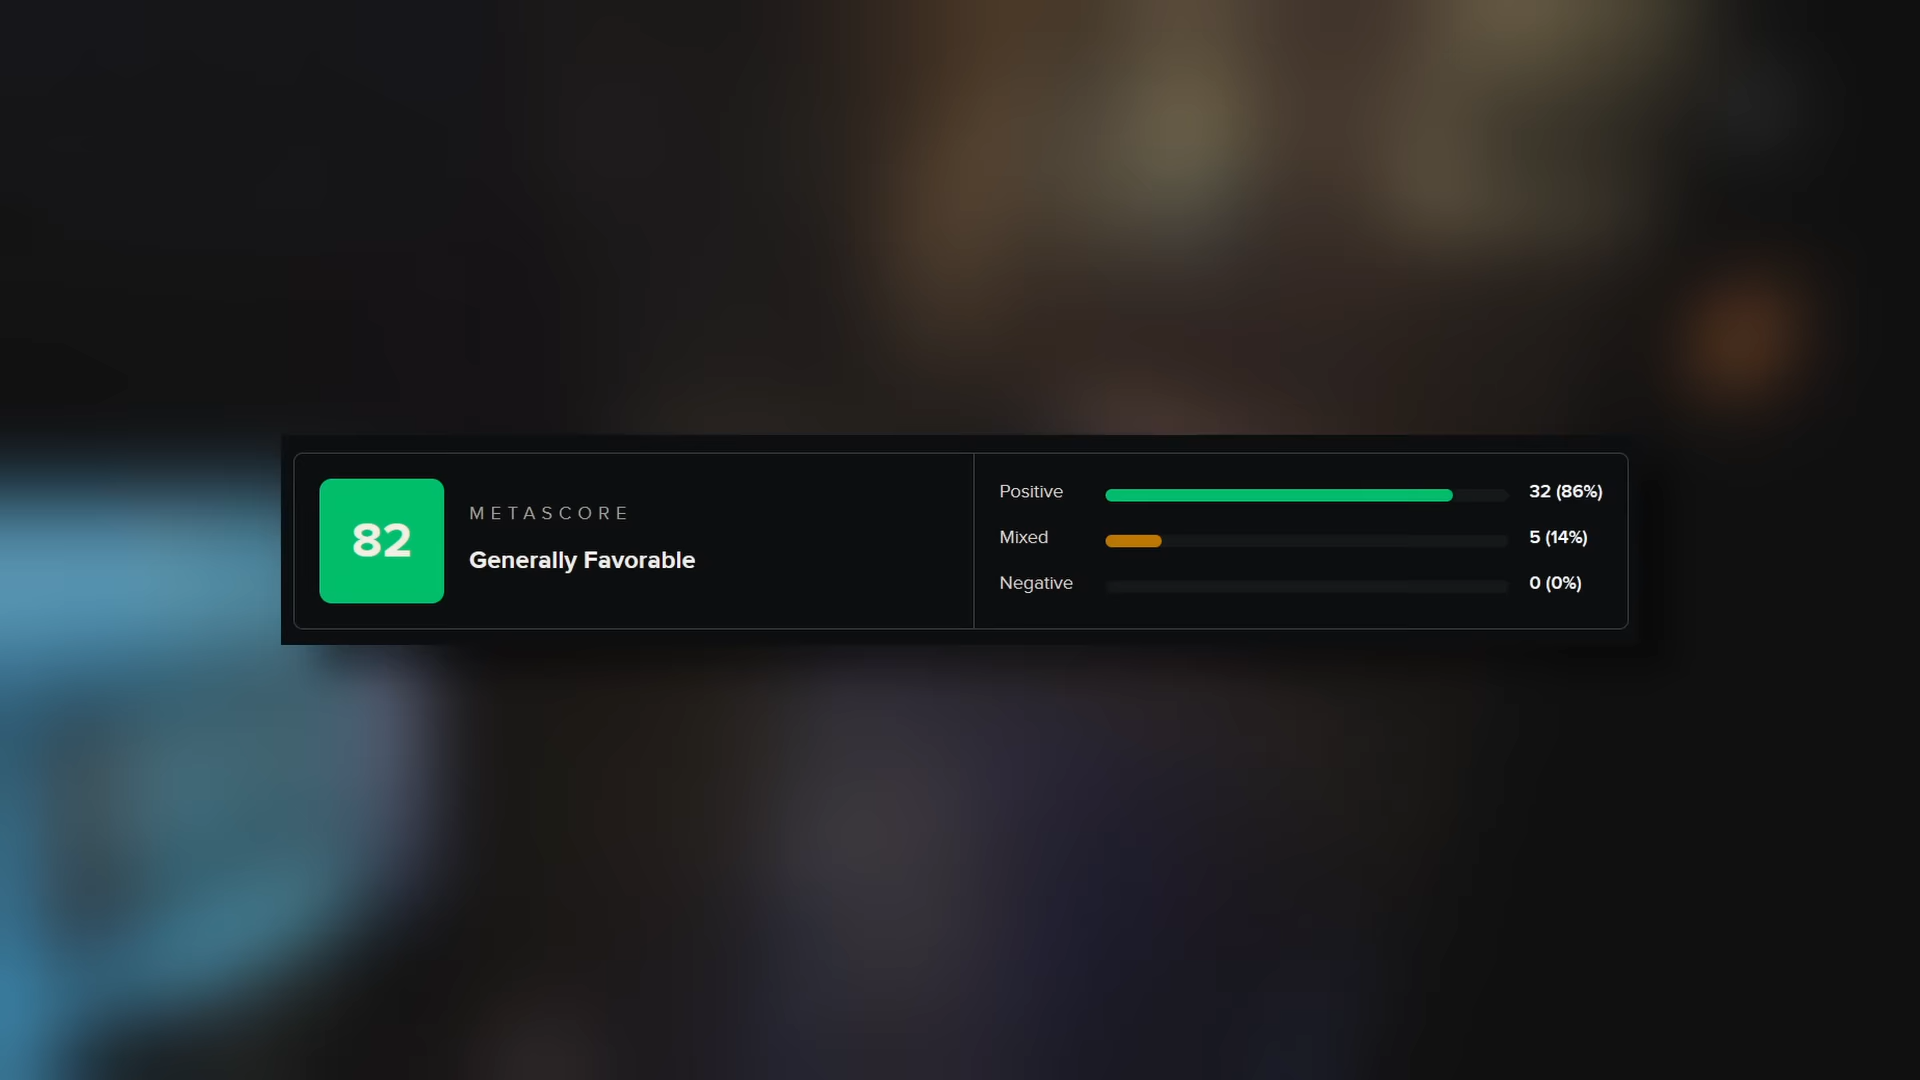 82
METASCORE
Generally Favorable
Positive 32 (86%)
Mixed 5 (14%)
Negative 0 (0%)